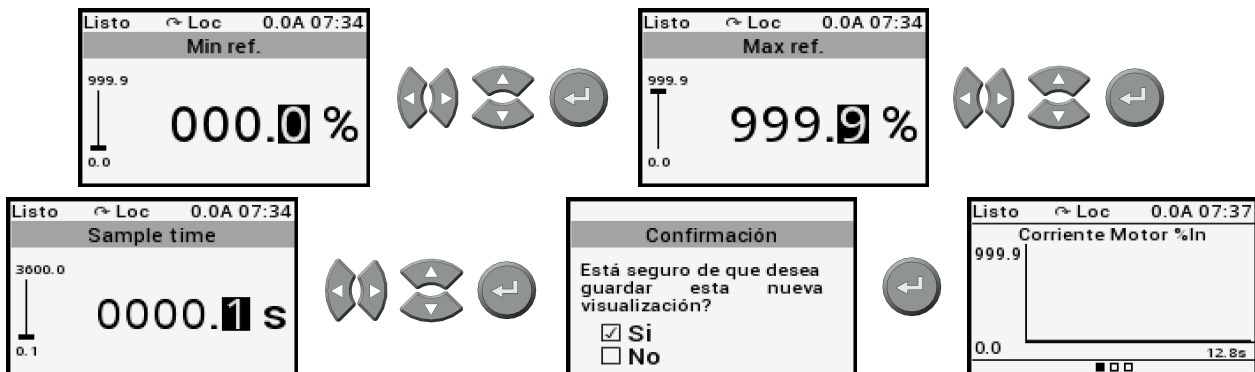 Listo Loc 0.0A 07:34
Min ref.
999.9
000.0 %
0.0
Listo Loc 0.0A 07:34
Max ref.
999.9
999.9 %
0.0
Listo Loc 0.0A 07:34
Sample time
3600.0
0000.1 s
0.1
Confirmación
Está seguro de que desea
guardar esta nueva
visualización?
Si
No
Listo Loc 0.0A 07:37
Corriente Motor %In
999.9
0.0
12.8s